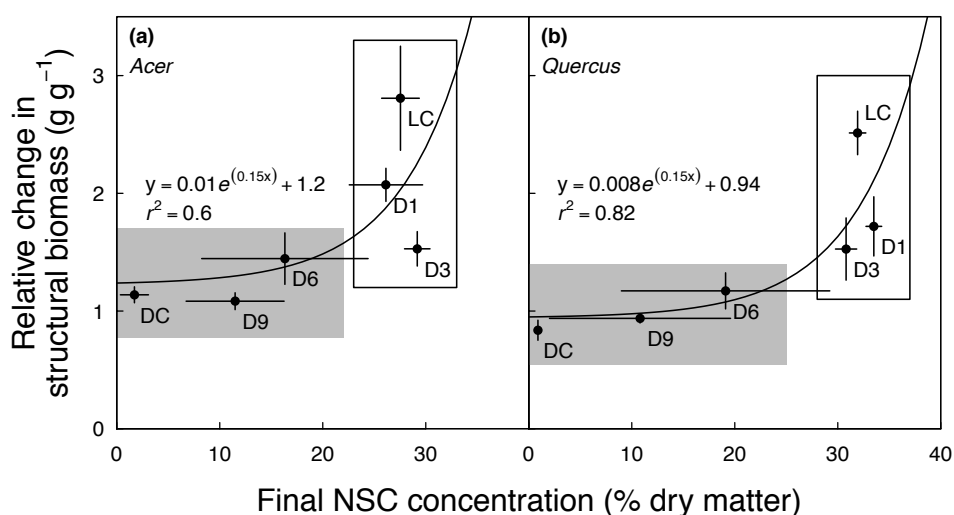 Relative change in
structural biomass (g g⁻¹)
3
2
1
0
(a)
Acer
y = 0.01e^(0.15x) + 1.2
r² = 0.6
LC
D1
D3
D6
DC
D9
(b)
Quercus
y = 0.008e^(0.15x) + 0.94
r² = 0.82
LC
D1
D3
D6
D9
DC
0 10 20 30 0 10 20 30 40
Final NSC concentration (% dry matter)